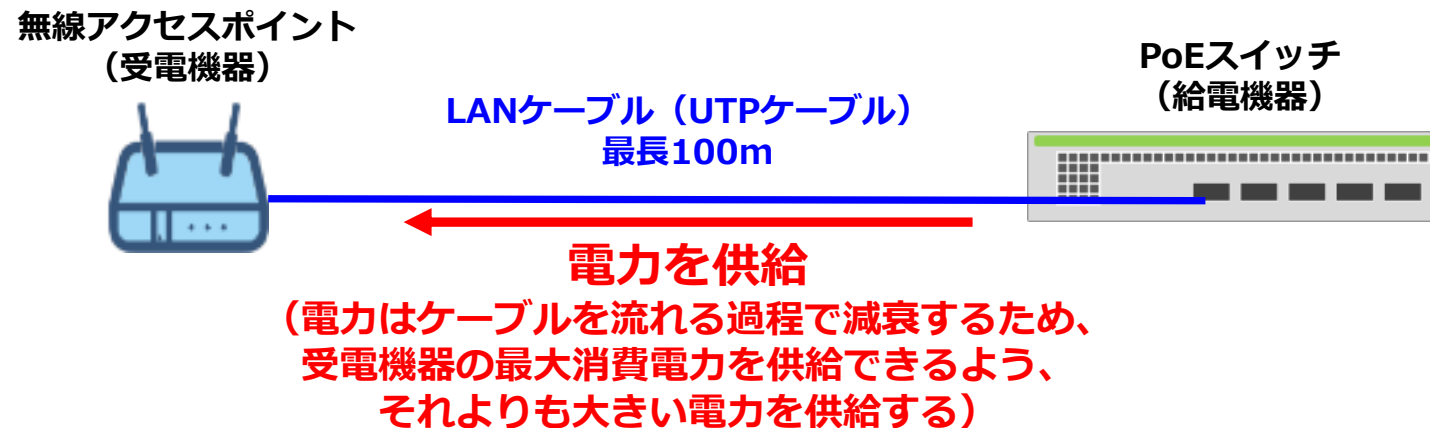 無線アクセスポイント
（受電機器）
PoEスイッチ
（給電機器）
LANケーブル（UTPケーブル）
最長100m
電力を供給
（電力はケーブルを流れる過程で減衰するため、
受電機器の最大消費電力を供給できるよう、
それよりも大きい電力を供給する）